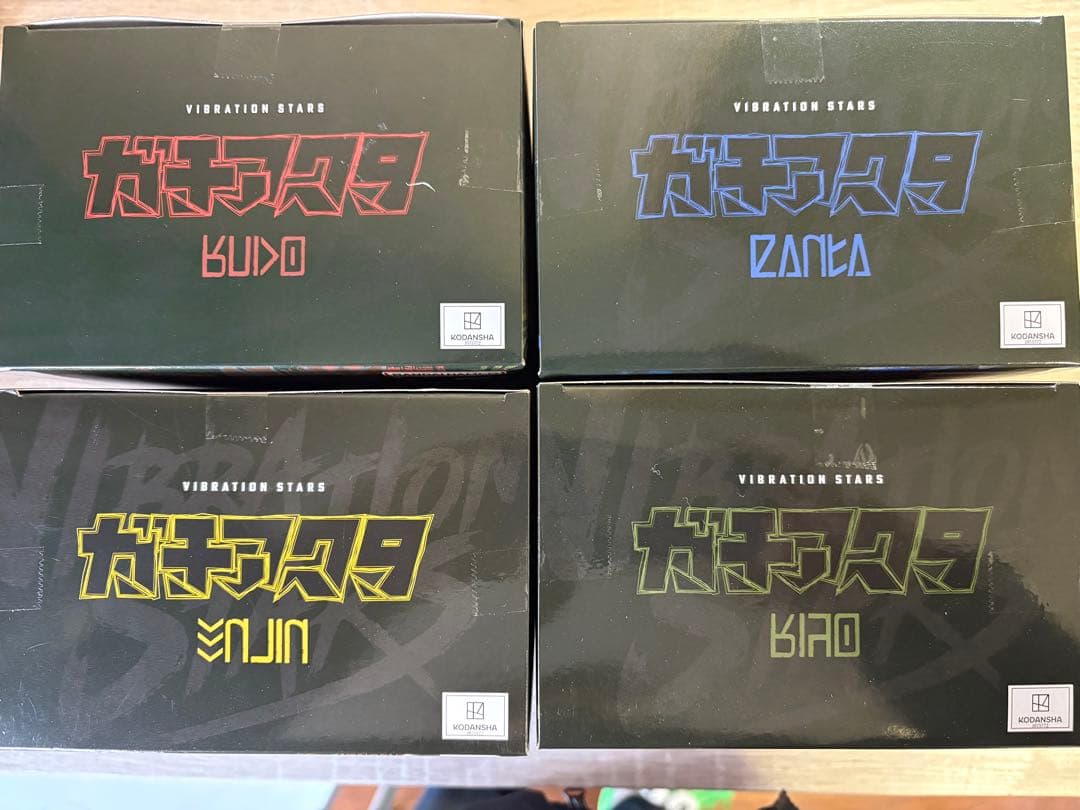 VIBRATION STARS
ガチアクタ
RUDO
KODANSHA
VIBRATION STARS
ガチアクタ
ZANKA
KODANSHA
VIBRATION STARS
ガチアクタ
ENJIN
KODANSHA
VIBRATION STARS
ガチアクタ
RIYO
KODANSHA